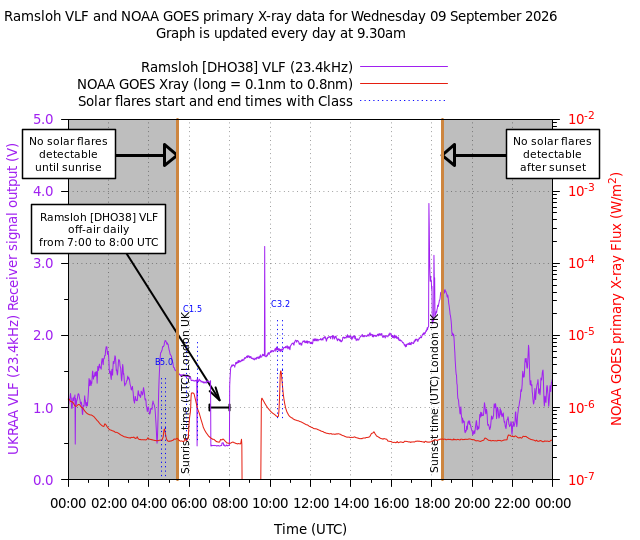 Ramsloh VLF and NOAA GOES primary X-ray data for Wednesday 09 September 2026
Graph is updated every day at 9.30am
Ramsloh [DHO38] VLF (23.4kHz)
NOAA GOES Xray (long = 0.1nm to 0.8nm)
Solar flares start and end times with Class
5.0
4.0
3.0
2.0
1.0
0.0
UKRAA VLF (23.4kHz) Receiver signal output (V)
No solar flares
detectable
until sunrise
No solar flares
detectable
after sunset
Ramsloh [DHO38] VLF
off-air daily
from 7:00 to 8:00 UTC
B5.0
C1.5
C3.2
Sunrise time (UTC) London UK
Sunset time (UTC) London UK
10-2
10-3
10-4
10-5
10-6
10-7
NOAA GOES primary X-ray Flux (W/m2)
00:00 02:00 04:00 06:00 08:00 10:00 12:00 14:00 16:00 18:00 20:00 22:00 00:00
Time (UTC)